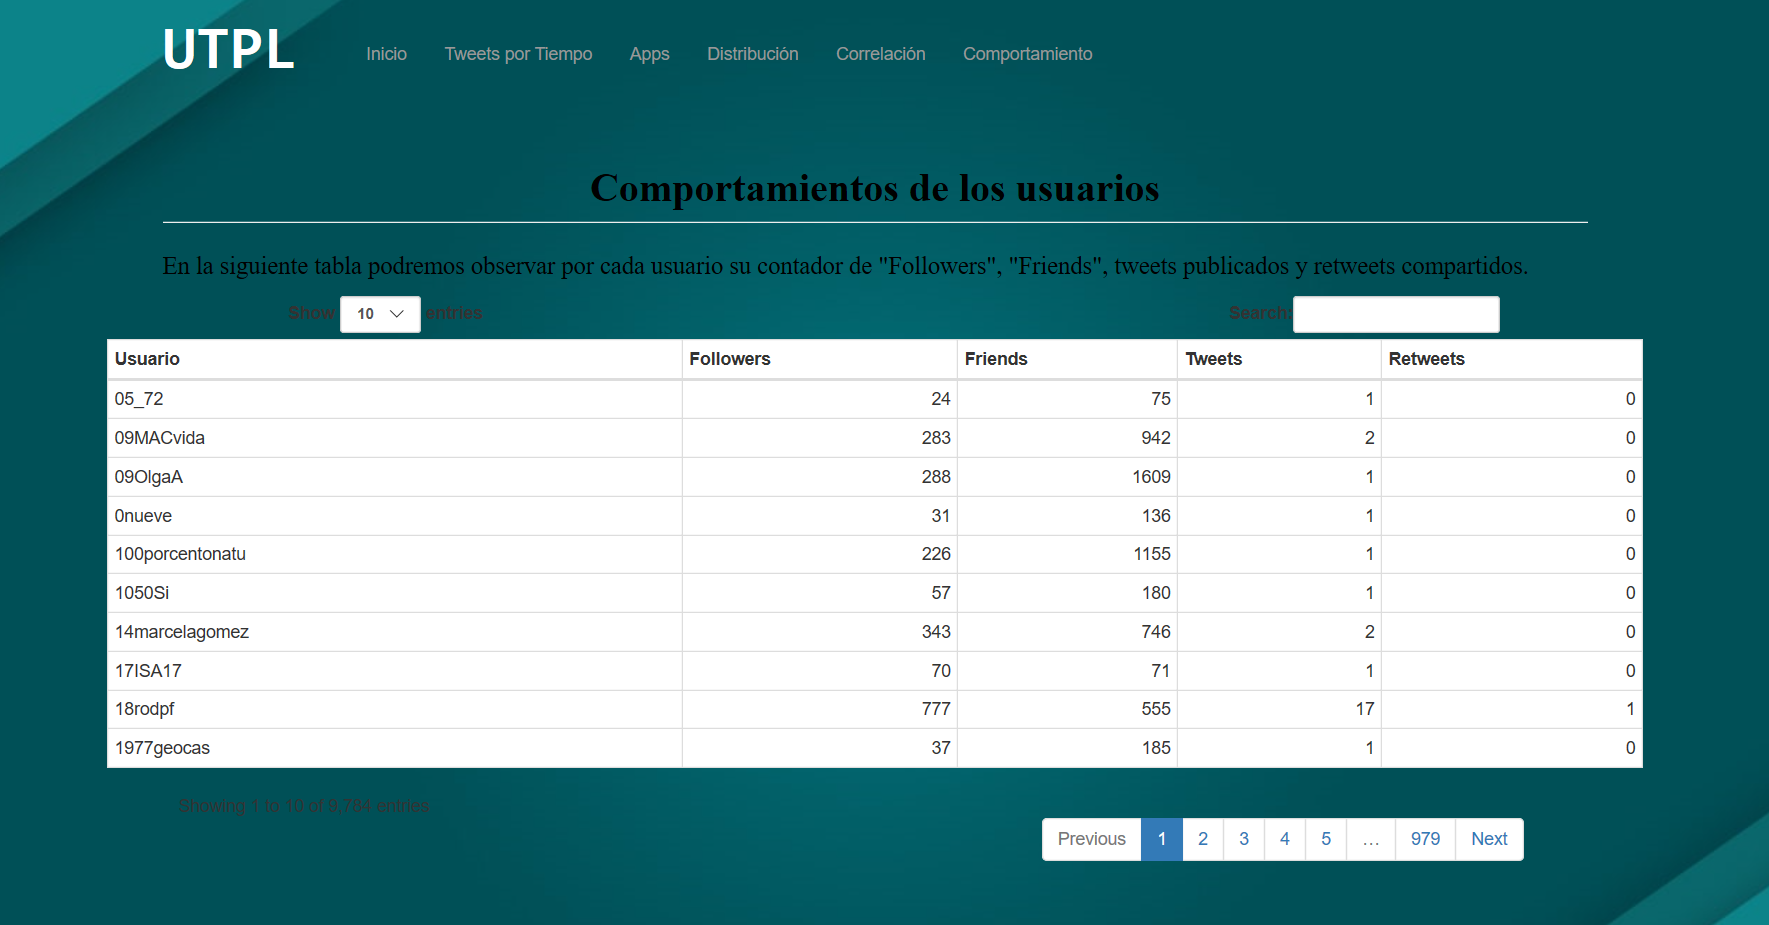 UTPL Inicio Tweets por Tiempo Apps Distribución Correlación Comportamiento
Comportamientos de los usuarios
En la siguiente tabla podremos observar por cada usuario su contador de "Followers", "Friends", tweets publicados y retweets compartidos.
Show 10 entries Search:
Usuario Followers Friends Tweets Retweets
05_72 24 75 1 0
09MACvida 283 942 2 0
09OlgaA 288 1609 1 0
0nueve 31 136 1 0
100porcentonatu 226 1155 1 0
1050Si 57 180 1 0
14marcelagomez 343 746 2 0
17ISA17 70 71 1 0
18rodpf 777 555 17 1
1977geocas 37 185 1 0
Showing 1 to 10 of 9,784 entries
Previous 1 2 3 4 5 … 979 Next